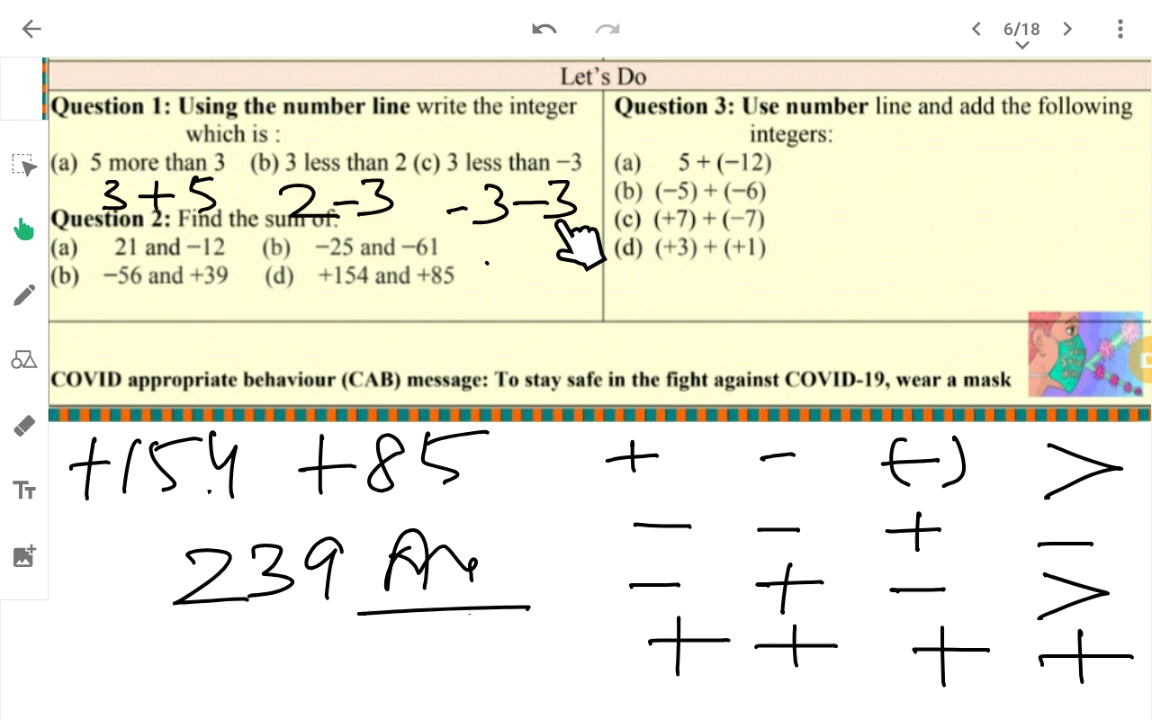 6/18
Let's Do
Question 1: Using the number line write the integer
which is :
(a) 5 more than 3 (b) 3 less than 2 (c) 3 less than −3
3+5 2-3 -3-3
Question 2: Find the sum of:
(a) 21 and −12 (b) −25 and −61
(b) −56 and +39 (d) +154 and +85
Question 3: Use number line and add the following
integers:
(a) 5 + (−12)
(b) (−5) + (−6)
(c) (+7) + (−7)
(d) (+3) + (+1)
COVID appropriate behaviour (CAB) message: To stay safe in the fight against COVID-19, wear a mask
+154 +85
239 Ans
+ - (-) >
- - + -
- + - >
+ + + +
Tт